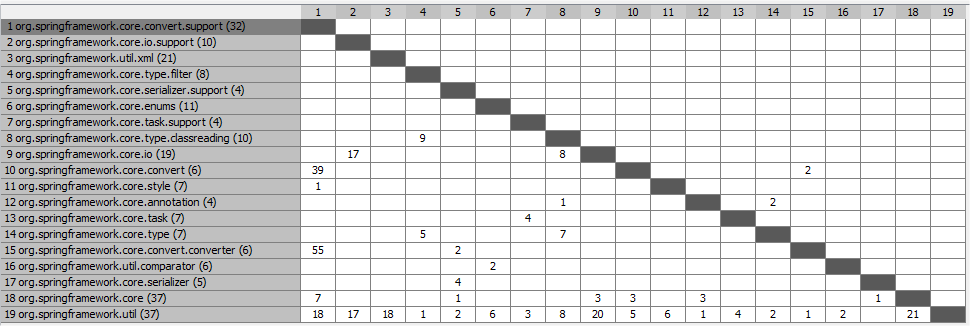 1 2 3 4 5 6 7 8 9 10 11 12 13 14 15 16 17 18 19
1 org.springframework.core.convert.support (32)
2 org.springframework.core.io.support (10)
3 org.springframework.util.xml (21)
4 org.springframework.core.type.filter (8)
5 org.springframework.core.serializer.support (4)
6 org.springframework.core.enums (11)
7 org.springframework.core.task.support (4)
8 org.springframework.core.type.classreading (10) 9
9 org.springframework.core.io (19) 17 8
10 org.springframework.core.convert (6) 39 2
11 org.springframework.core.style (7) 1
12 org.springframework.core.annotation (4) 1 2
13 org.springframework.core.task (7) 4
14 org.springframework.core.type (7) 5 7
15 org.springframework.core.convert.converter (6) 55 2
16 org.springframework.util.comparator (6) 2
17 org.springframework.core.serializer (5) 4
18 org.springframework.core (37) 7 1 3 3 3 1
19 org.springframework.util (37) 18 17 18 1 2 6 3 8 20 5 6 1 4 2 1 2 21